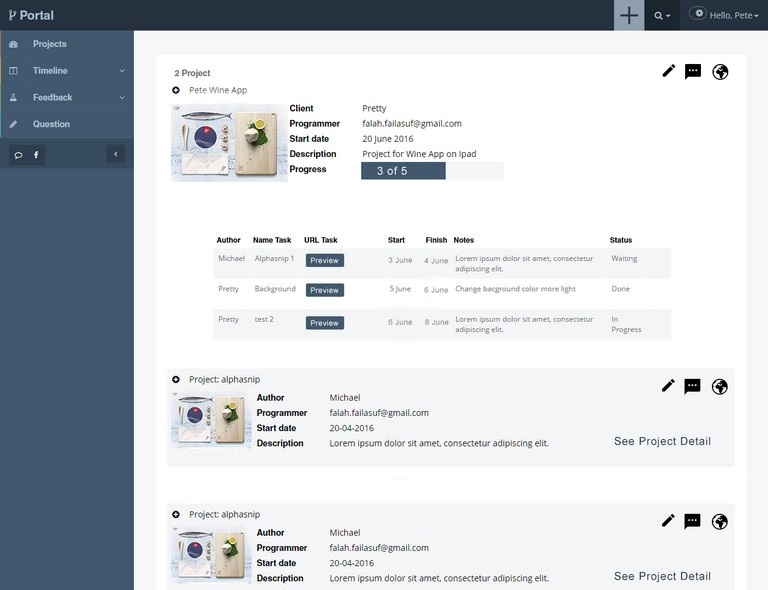 Portal
Hello, Pete
Projects
Timeline
Feedback
Question
2 Project
Pete Wine App
Client Pretty
Programmer falah.failasuf@gmail.com
Start date 20 June 2016
Description Project for Wine App on Ipad
Progress 3 of 5
Author Name Task URL Task Start Finish Notes Status
Michael Alphasnip 1 Preview 3 June 4 June Lorem ipsum dolor sit amet, consectetur Waiting
adipiscing elit.
Pretty Background Preview 5 June 6 June Change bacground color more light Done
Pretty test 2 Preview 6 June 8 June Lorem ipsum dolor sit amet, consectetur In
adipiscing elit. Progress
Project: alphasnip
Author Michael
Programmer falah.failasuf@gmail.com
Start date 20-04-2016
Description Lorem ipsum dolor sit amet, consectetur adipiscing elit. See Project Detail
Project: alphasnip
Author Michael
Programmer falah.failasuf@gmail.com
Start date 20-04-2016
Description Lorem ipsum dolor sit amet, consectetur adipiscing elit. See Project Detail